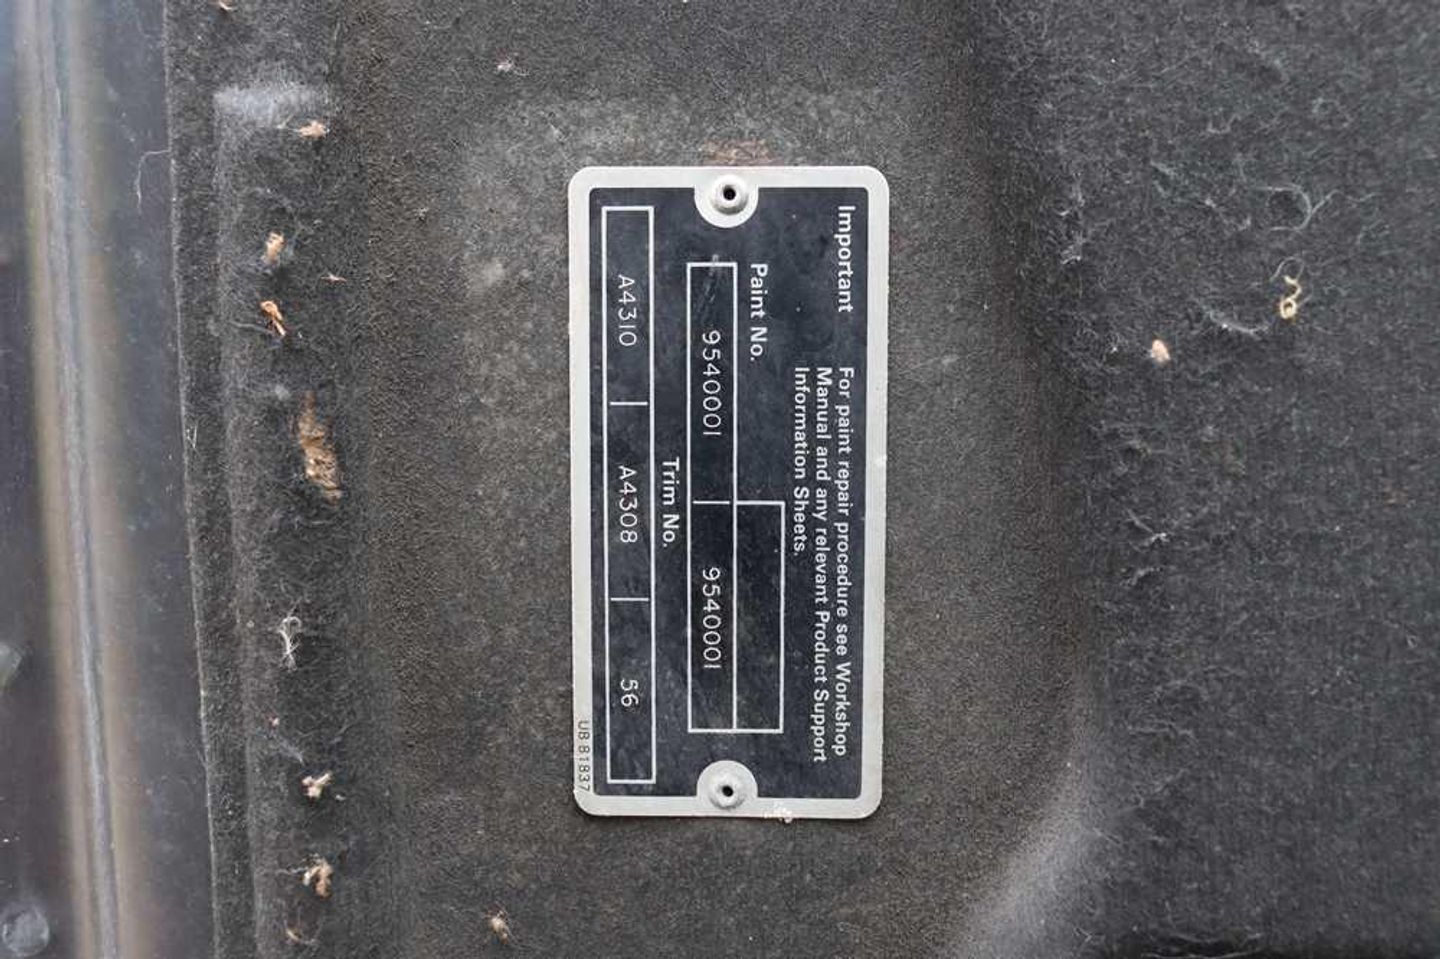 Important
For paint repair procedure see Workshop
Manual and any relevant Product Support
Information Sheets.
Paint No.
9540001 | 9540001
Trim No.
A4310 | A4308 | 56
UB 81837